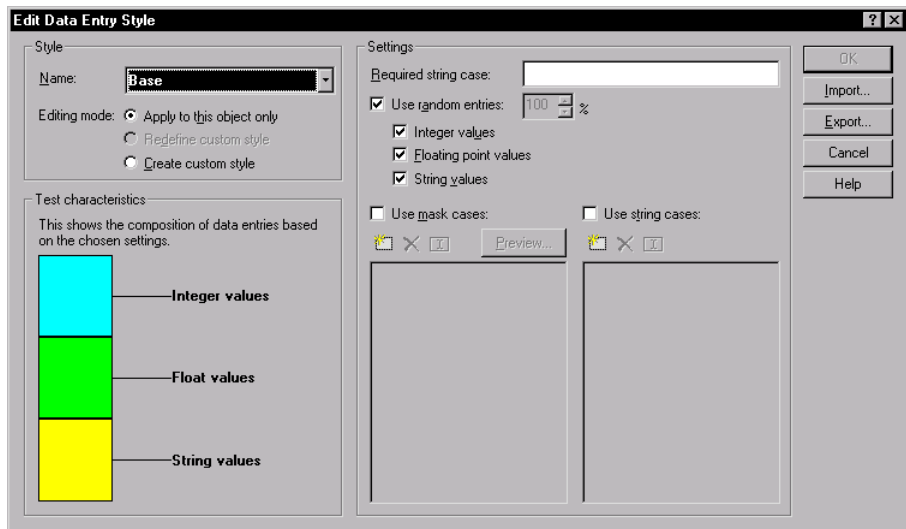 Edit Data Entry Style
Style
Name:
Base
Editing mode:
Apply to this object only
Redefine custom style
Create custom style
Test characteristics
This shows the composition of data entries based
on the chosen settings.
Integer values
Float values
String values
Settings
Required string case:
Use random entries:
100
%
Integer values
Floating point values
String values
Use mask cases:
Preview...
Use string cases:
OK
Import...
Export...
Cancel
Help